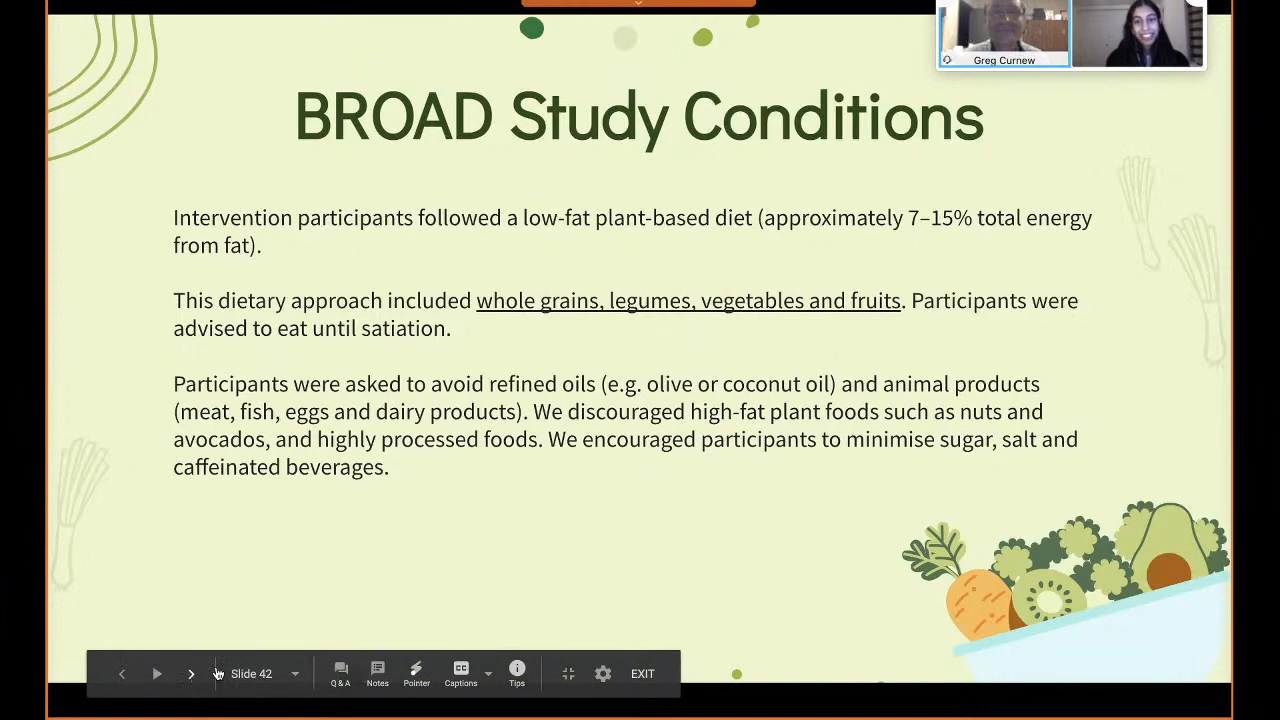 Greg Curnew
BROAD Study Conditions
Intervention participants followed a low-fat plant-based diet (approximately 7–15% total energy
from fat).
This dietary approach included whole grains, legumes, vegetables and fruits. Participants were
advised to eat until satiation.
Participants were asked to avoid refined oils (e.g. olive or coconut oil) and animal products
(meat, fish, eggs and dairy products). We discouraged high-fat plant foods such as nuts and
avocados, and highly processed foods. We encouraged participants to minimise sugar, salt and
caffeinated beverages.
Slide 42
Q & A
Notes
Pointer
CC
Captions
Tips
EXIT